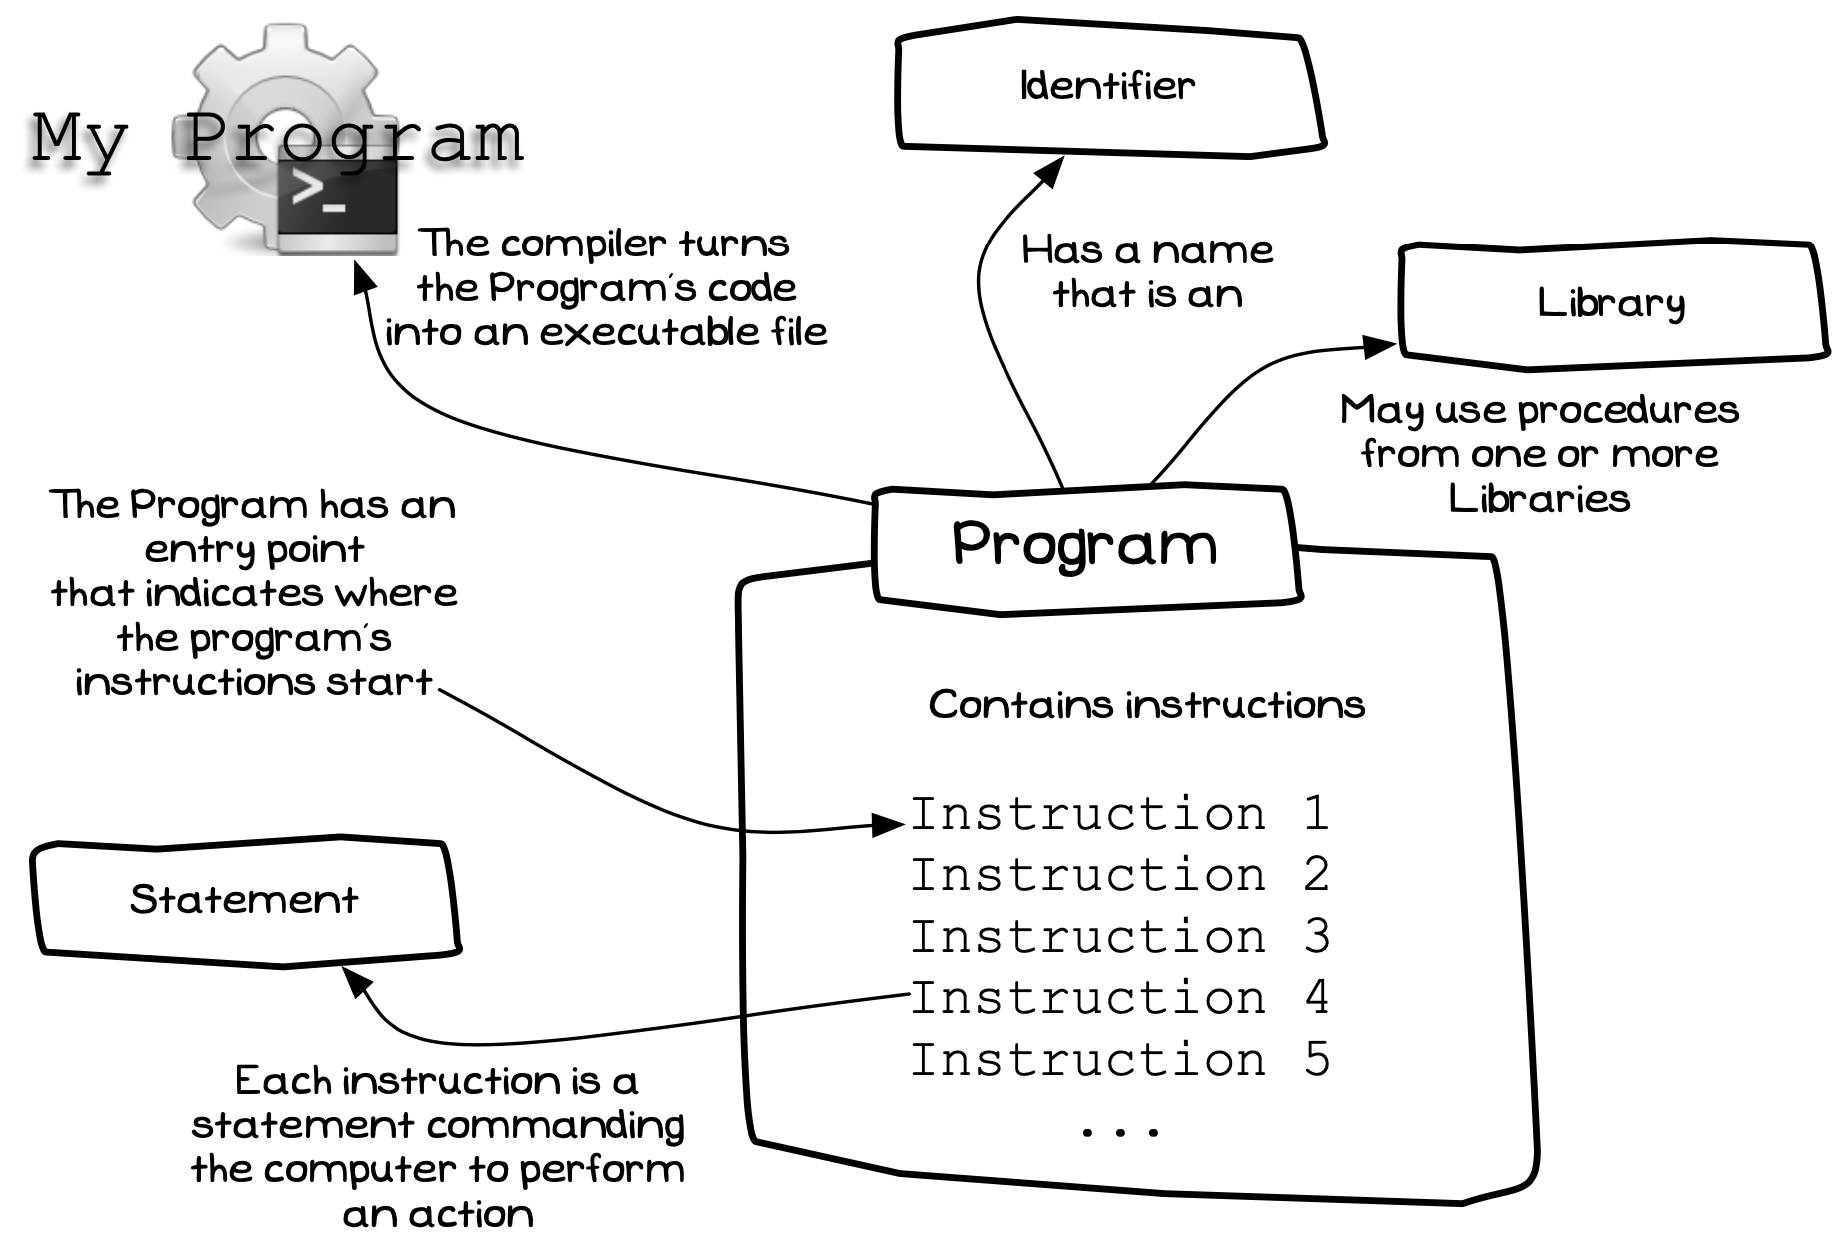 My Program
>_
The compiler turns
the Program's code
into an executable file
Identifier
Has a name
that is an
Library
May use procedures
from one or more
Libraries
The Program has an
entry point
that indicates where
the program's
instructions start
Program
Contains instructions
Instruction 1
Instruction 2
Instruction 3
Instruction 4
Instruction 5
...
Statement
Each instruction is a
statement commanding
the computer to perform
an action